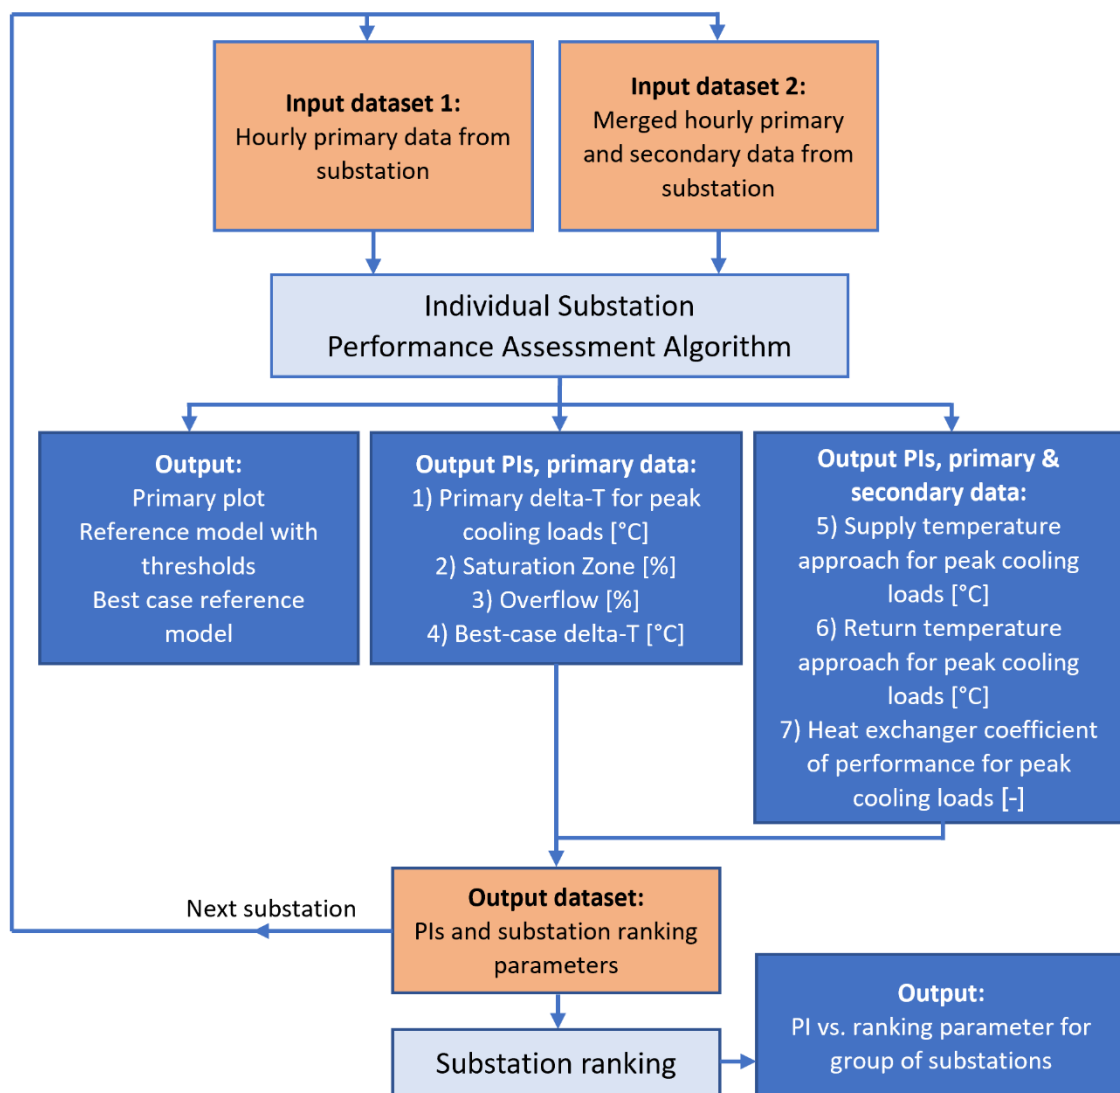 Input dataset 1:
Hourly primary data from
substation
Input dataset 2:
Merged hourly primary
and secondary data from
substation
Individual Substation
Performance Assessment Algorithm
Output:
Primary plot
Reference model with
thresholds
Best case reference
model
Output PIs, primary data:
1) Primary delta-T for peak
cooling loads [°C]
2) Saturation Zone [%]
3) Overflow [%]
4) Best-case delta-T [°C]
Output PIs, primary &
secondary data:
5) Supply temperature
approach for peak cooling
loads [°C]
6) Return temperature
approach for peak cooling
loads [°C]
7) Heat exchanger coefficient
of performance for peak
cooling loads [-]
Next substation
Output dataset:
PIs and substation ranking
parameters
Substation ranking
Output:
PI vs. ranking parameter for
group of substations